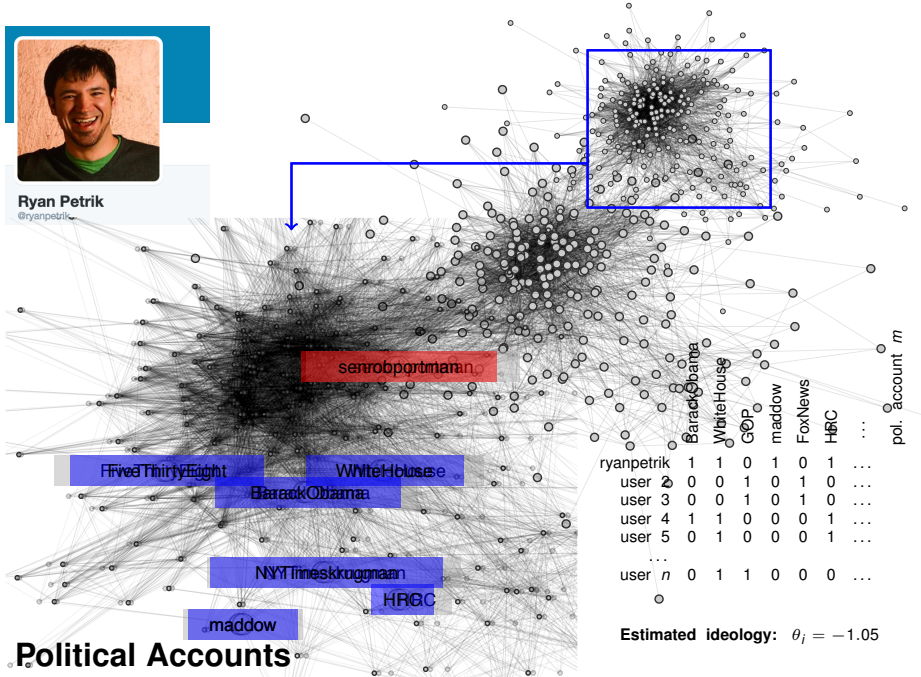 Ryan Petrik
@ryanpetrik
senrobportman
FiveThirtyEight
WhiteHouse
Barack Obama
NYTimeskrugman
HRC
maddow
Political Accounts
BarackObama
WhiteHouse
GOP
maddow
FoxNews
HRC
...
pol. account m
ryanpetrik 1 1 0 1 0 1 ...
user 2 0 0 1 0 1 0 ...
user 3 0 0 1 0 1 0 ...
user 4 1 1 0 0 0 1 ...
user 5 0 1 0 0 0 1 ...
...
user n 0 1 1 0 0 0 ...
Estimated ideology: θi = −1.05